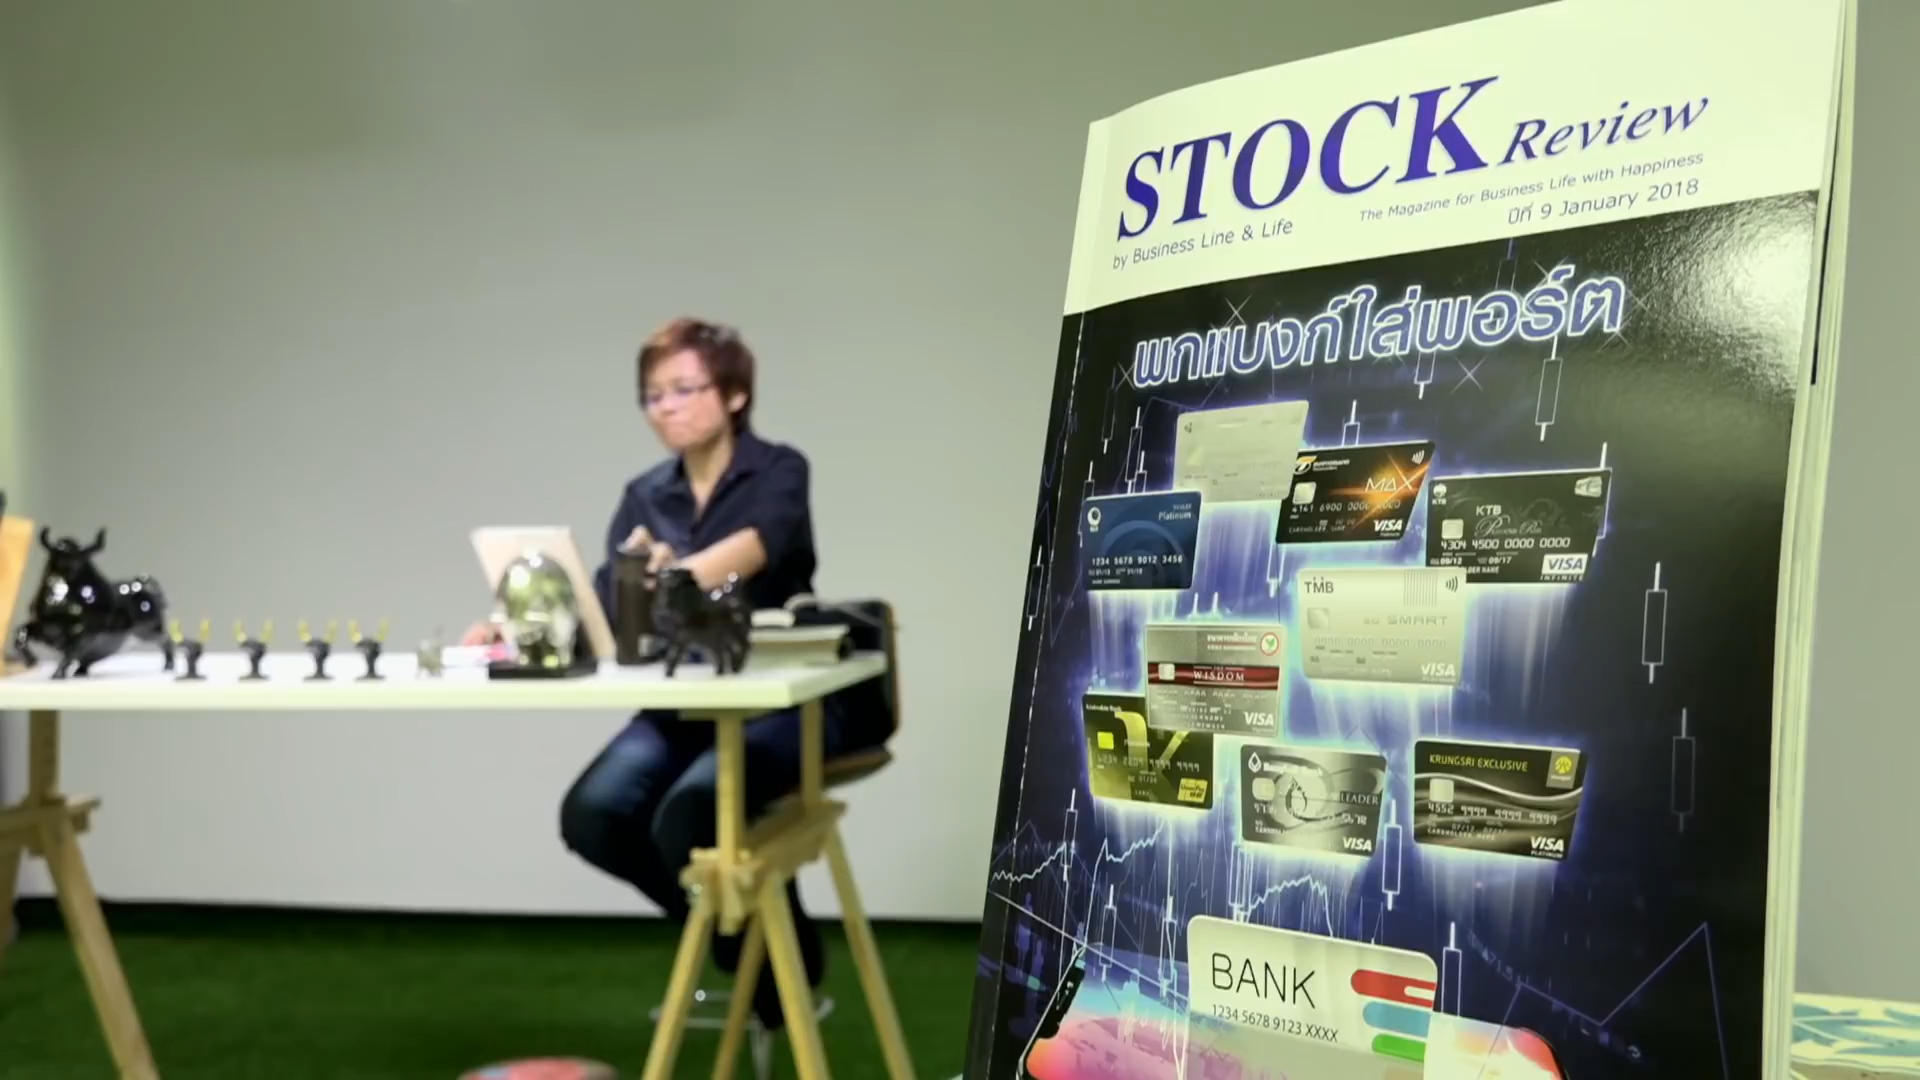 STOCK Review
by Business Line & Life
The Magazine for Business Life with Happiness
ปีที่ 9 January 2018
พกแบงก์ใส่พอร์ต
MAX
4141 6900
VISA
Platinum
1234 5678 9012 3456
KTB
KTB
4304 4500 0000 0000
VISA
INFINITE
TMB
SMART
VISA
WISDOM
VISA
LEADER
VISA
KRUNGSRI EXCLUSIVE
4552 9999 9999 9999
VISA
PLATINUM
BANK
1234 5678 9123 XXXX